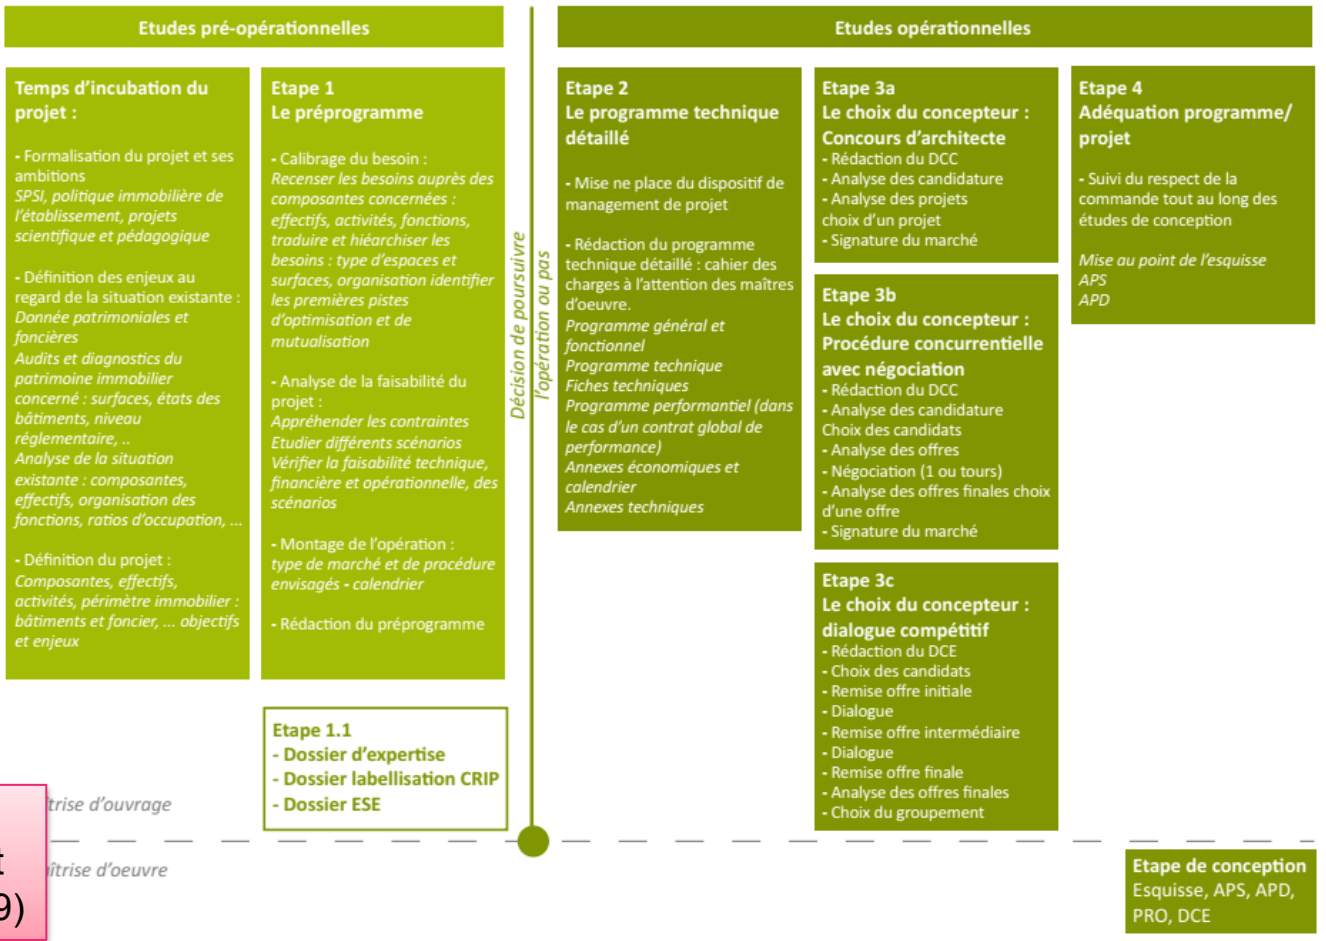 Etudes pré-opérationnelles
Etudes opérationnelles
Temps d'incubation du
projet :
- Formalisation du projet et ses
ambitions
SPSI, politique immobilière de
l'établissement, projets
scientifique et pédagogique
- Définition des enjeux au
regard de la situation existante :
Donnée patrimoniales et
foncières
Audits et diagnostics du
patrimoine immobilier
concerné : surfaces, états des
bâtiments, niveau
réglementaire, ..
Analyse de la situation
existante : composantes,
effectifs, organisation des
fonctions, ratios d'occupation, ...
- Définition du projet :
Composantes, effectifs,
activités, périmètre immobilier :
bâtiments et foncier, ... objectifs
et enjeux
Etape 1
Le préprogramme
- Calibrage du besoin :
Recenser les besoins auprès des
composantes concernées :
effectifs, activités, fonctions,
traduire et hiéarchiser les
besoins : type d'espaces et
surfaces, organisation identifier
les premières pistes
d'optimisation et de
mutualisation
- Analyse de la faisabilité du
projet :
Appréhender les contraintes
Etudier différents scénarios
Vérifier la faisabilité technique,
financière et opérationnelle, des
scénarios
- Montage de l'opération :
type de marché et de procédure
envisagés - calendrier
- Rédaction du préprogramme
Etape 1.1
- Dossier d'expertise
- Dossier labellisation CRIP
- Dossier ESE
Décision de poursuivre
l'opération ou pas
Etape 2
Le programme technique
détaillé
- Mise ne place du dispositif de
management de projet
- Rédaction du programme
technique détaillé : cahier des
charges à l'attention des maîtres
d'oeuvre.
Programme général et
fonctionnel
Programme technique
Fiches techniques
Programme performantiel (dans
le cas d'un contrat global de
performance)
Annexes économiques et
calendrier
Annexes techniques
Etape 3a
Le choix du concepteur :
Concours d'architecte
- Rédaction du DCC
- Analyse des candidature
- Analyse des projets
choix d'un projet
- Signature du marché
Etape 3b
Le choix du concepteur :
Procédure concurrentielle
avec négociation
- Rédaction du DCC
- Analyse des candidature
Choix des candidats
- Analyse des offres
- Négociation (1 ou tours)
- Analyse des offres finales choix
d'une offre
- Signature du marché
Etape 3c
Le choix du concepteur :
dialogue compétitif
- Rédaction du DCE
- Choix des candidats
- Remise offre initiale
- Dialogue
- Remise offre intermédiaire
- Dialogue
- Remise offre finale
- Analyse des offres finales
- Choix du groupement
Etape 4
Adéquation programme/
projet
- Suivi du respect de la
commande tout au long des
études de conception
Mise au point de l'esquisse
APS
APD
trise d'ouvrage
îtrise d'oeuvre
t
9)
Etape de conception
Esquisse, APS, APD,
PRO, DCE